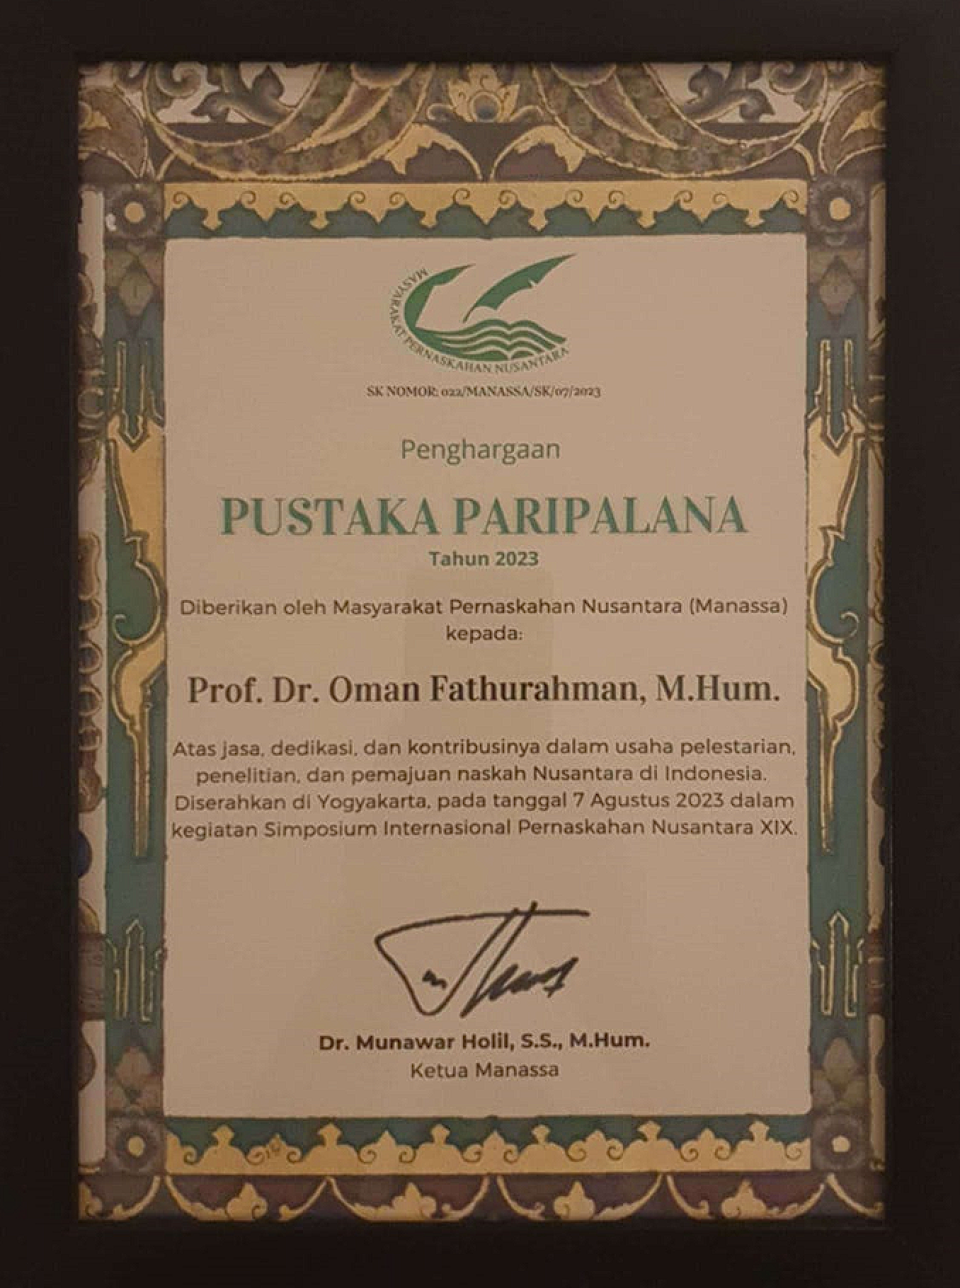 MASYARAKAT PERNASKAHAN NUSANTARA
SK NOMOR: 022/MANASSA/SK/07/2023
Penghargaan
PUSTAKA PARIPALANA
Tahun 2023
Diberikan oleh Masyarakat Pernaskahan Nusantara (Manassa)
kepada:
Prof. Dr. Oman Fathurahman, M.Hum.
Atas jasa, dedikasi, dan kontribusinya dalam usaha pelestarian,
penelitian, dan pemajuan naskah Nusantara di Indonesia.
Diserahkan di Yogyakarta, pada tanggal 7 Agustus 2023 dalam
kegiatan Simposium Internasional Pernaskahan Nusantara XIX.
Dr. Munawar Holil, S.S., M.Hum.
Ketua Manassa